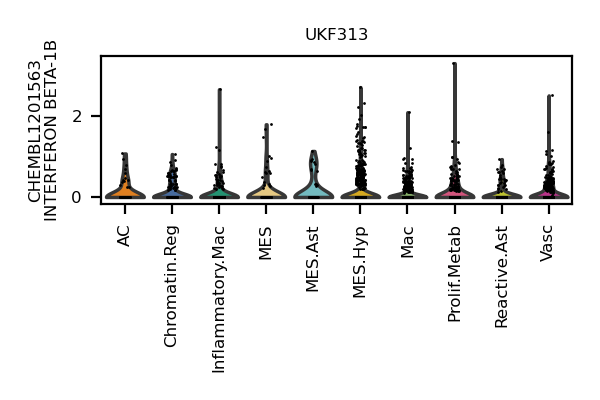 UKF313
CHEMBL1201563
INTERFERON BETA-1B
2
0
AC
Chromatin.Reg
Inflammatory.Mac
MES
MES.Ast
MES.Hyp
Mac
Prolif.Metab
Reactive.Ast
Vasc